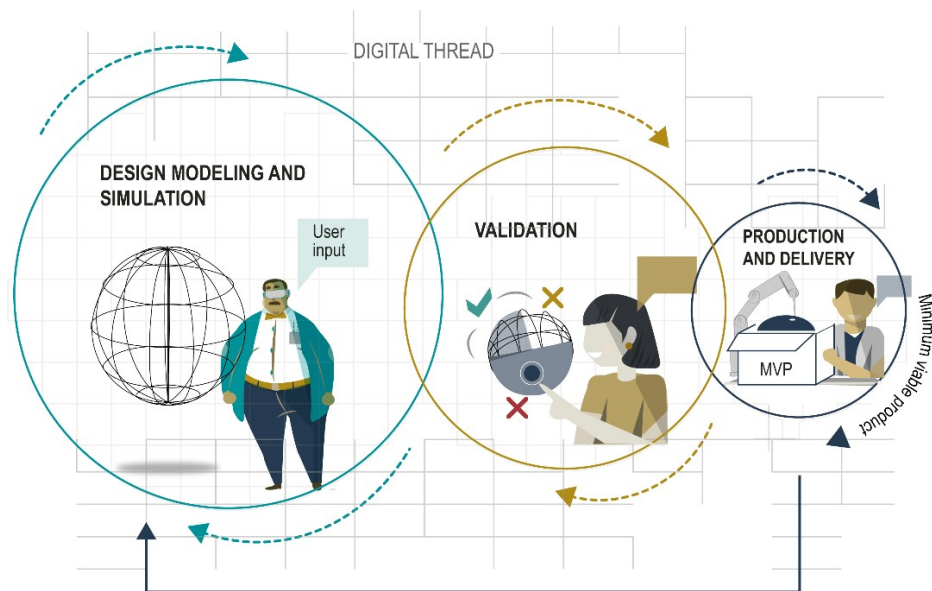 DIGITAL THREAD
DESIGN MODELING AND
SIMULATION
User
input
VALIDATION
PRODUCTION
AND DELIVERY
MVP
Minimum viable product